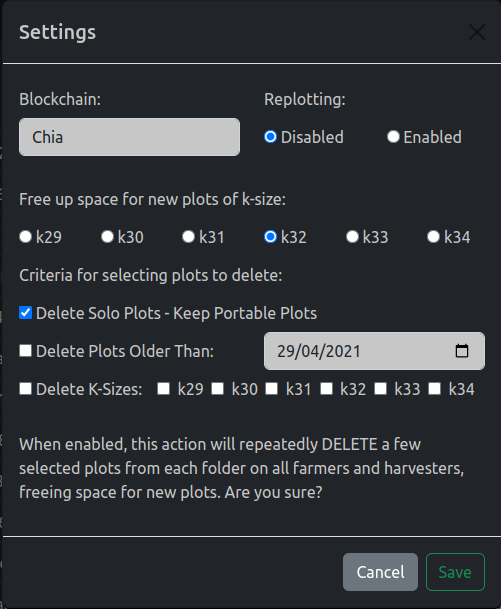 Settings
Blockchain: Replotting:
Chia Disabled Enabled
Free up space for new plots of k-size:
k29 k30 k31 k32 k33 k34
Criteria for selecting plots to delete:
Delete Solo Plots - Keep Portable Plots
Delete Plots Older Than: 29/04/2021
Delete K-Sizes: k29 k30 k31 k32 k33 k34
When enabled, this action will repeatedly DELETE a few
selected plots from each folder on all farmers and harvesters,
freeing space for new plots. Are you sure?
Cancel Save